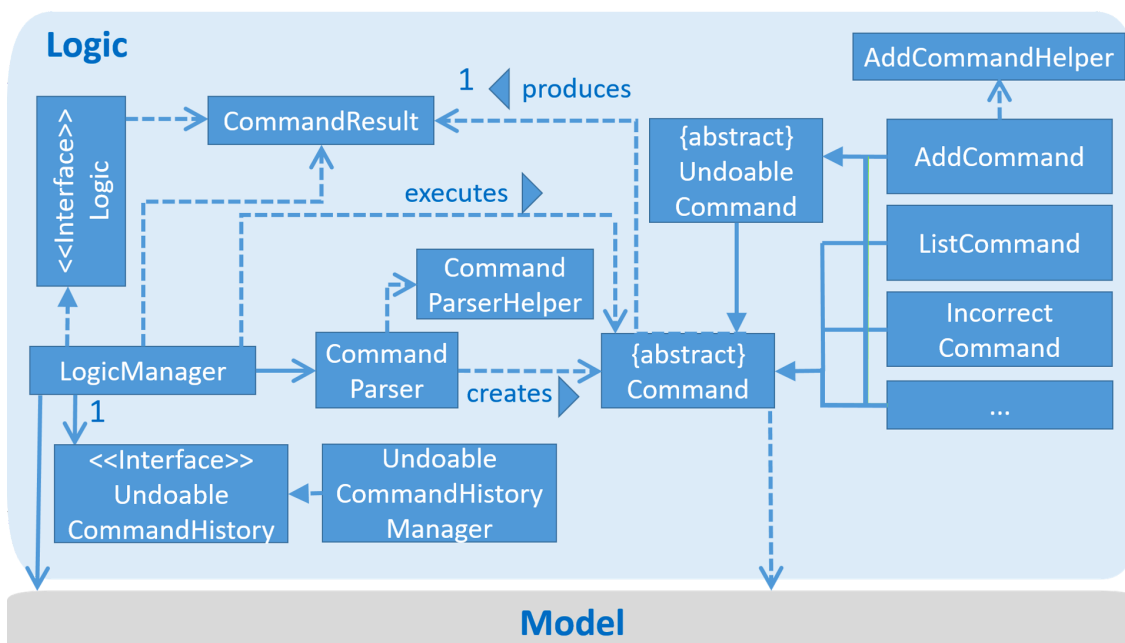 Logic
AddCommandHelper
1
produces
<<Interface>>
Logic
CommandResult
{abstract}
Undoable
Command
AddCommand
executes
ListCommand
Command
ParserHelper
Incorrect
Command
LogicManager
Command
Parser
creates
{abstract}
Command
...
1
<<Interface>>
Undoable
CommandHistory
Undoable
CommandHistory
Manager
Model